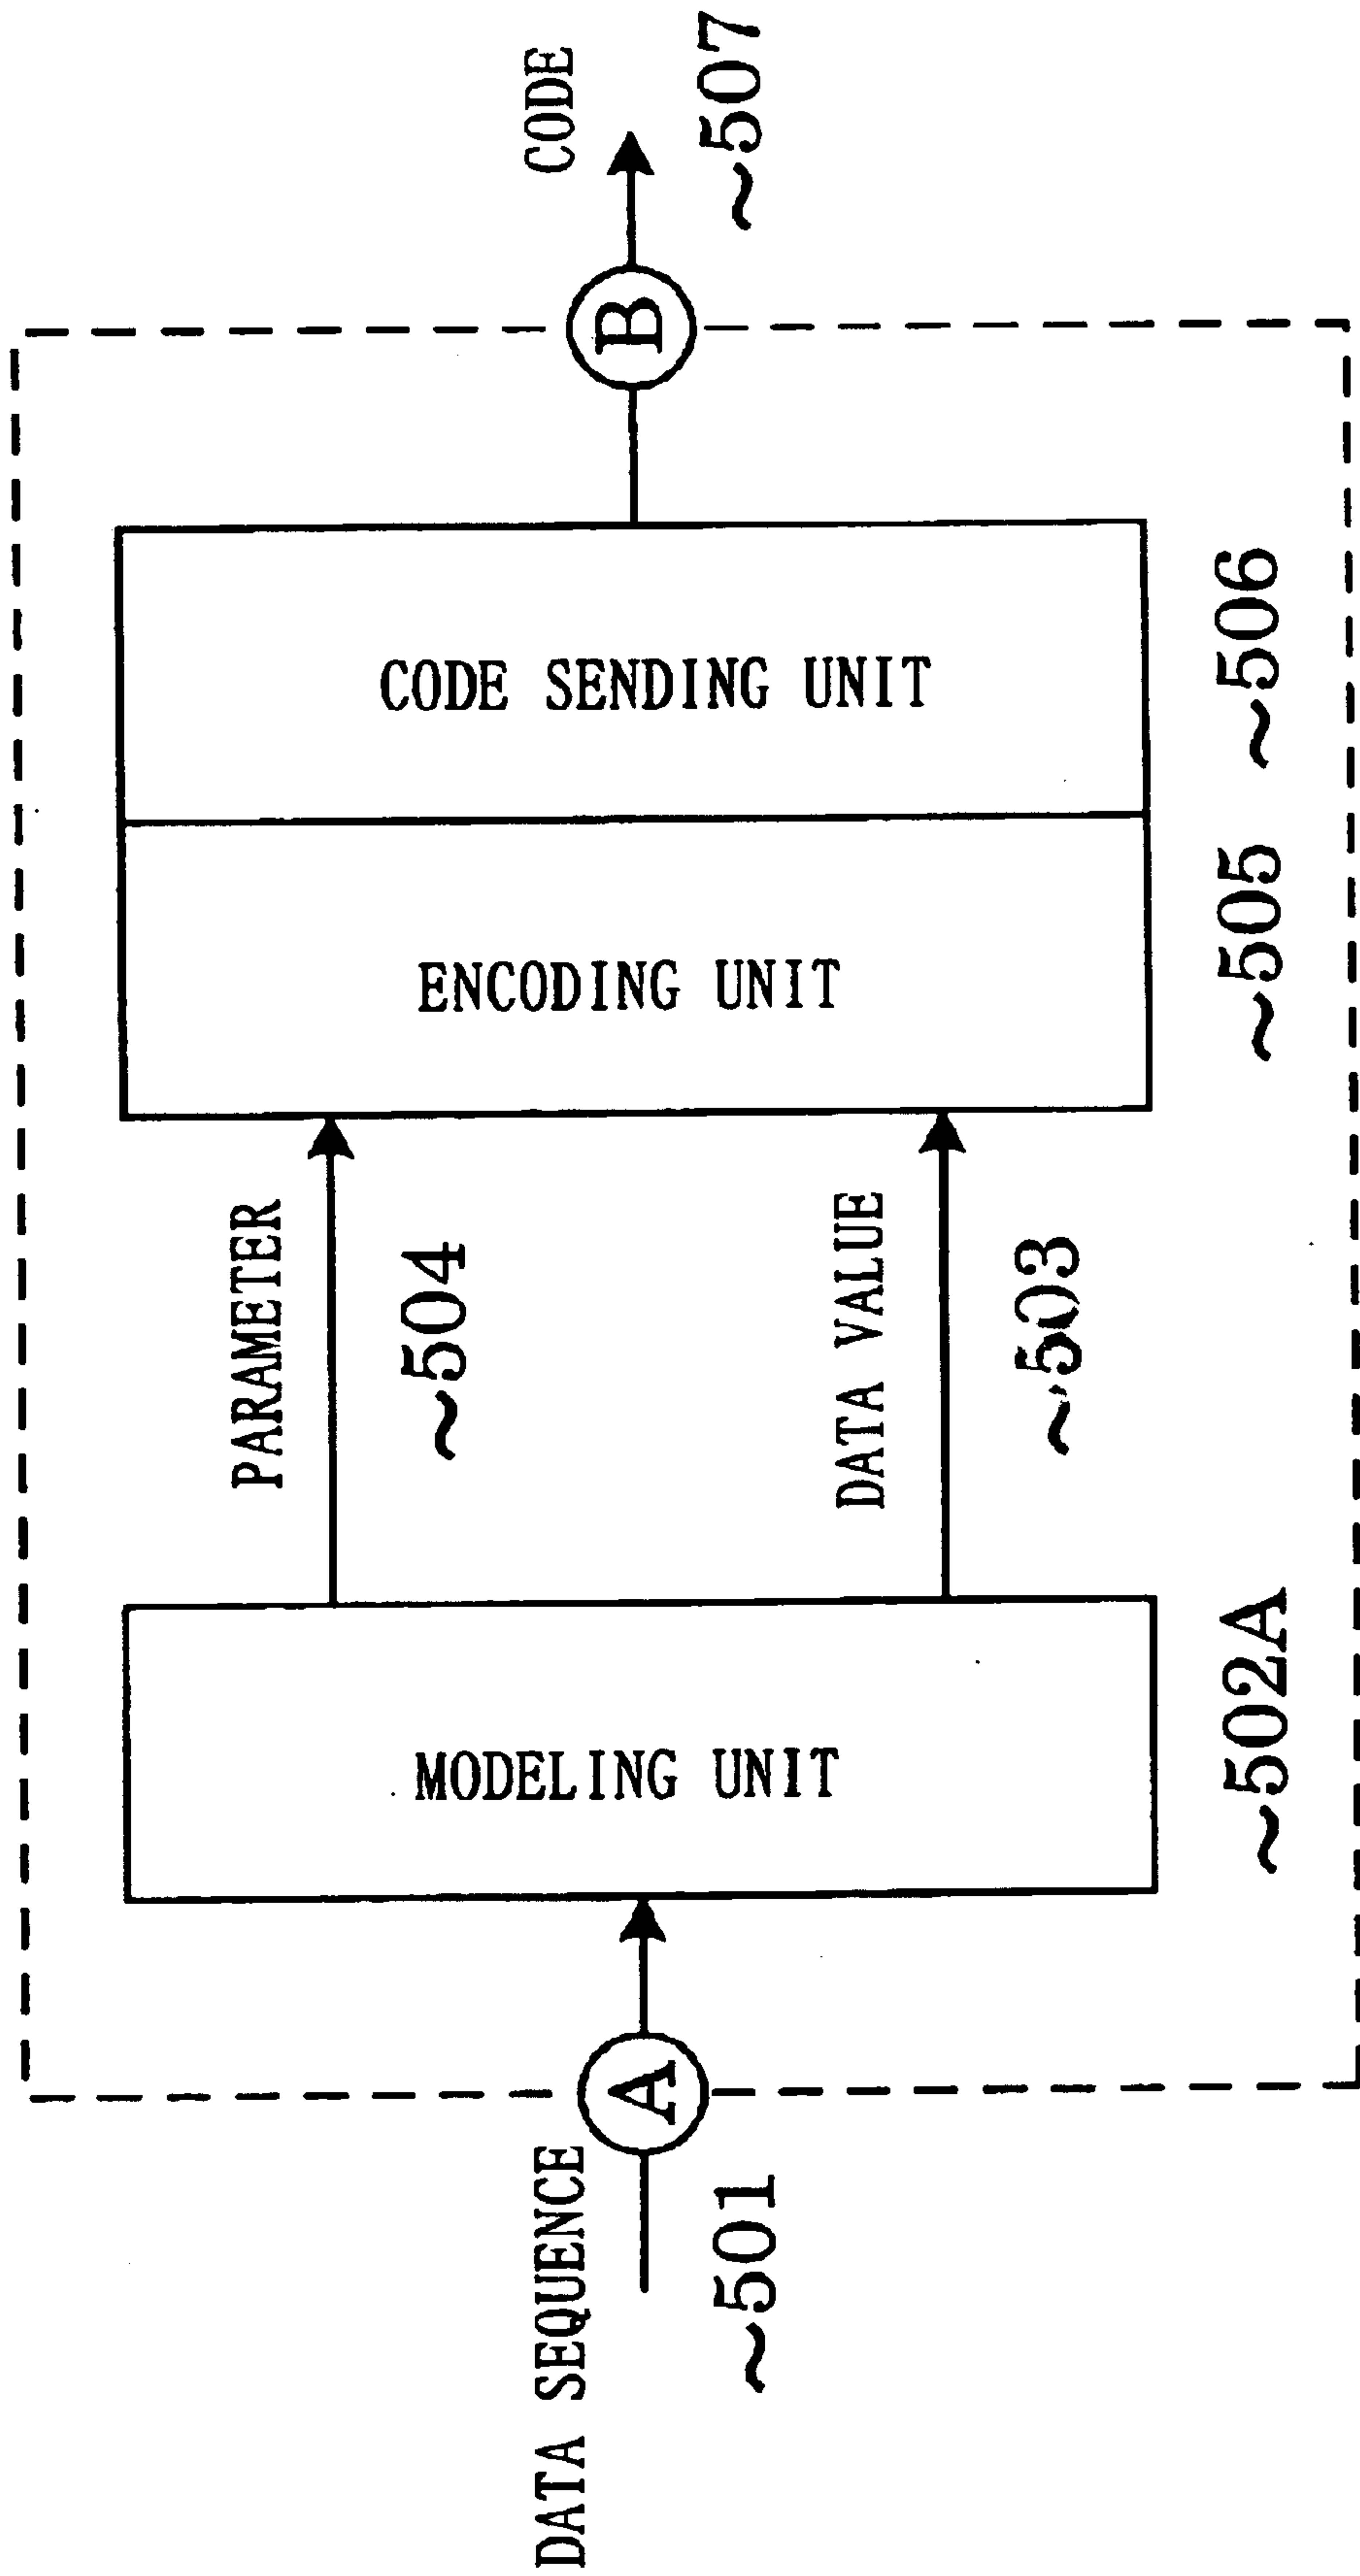 DATA SEQUENCE
~501
A
MODELING UNIT
~502A
PARAMETER
~504
DATA VALUE
~503
ENCODING UNIT
~505
CODE SENDING UNIT
~506
B
CODE
~507